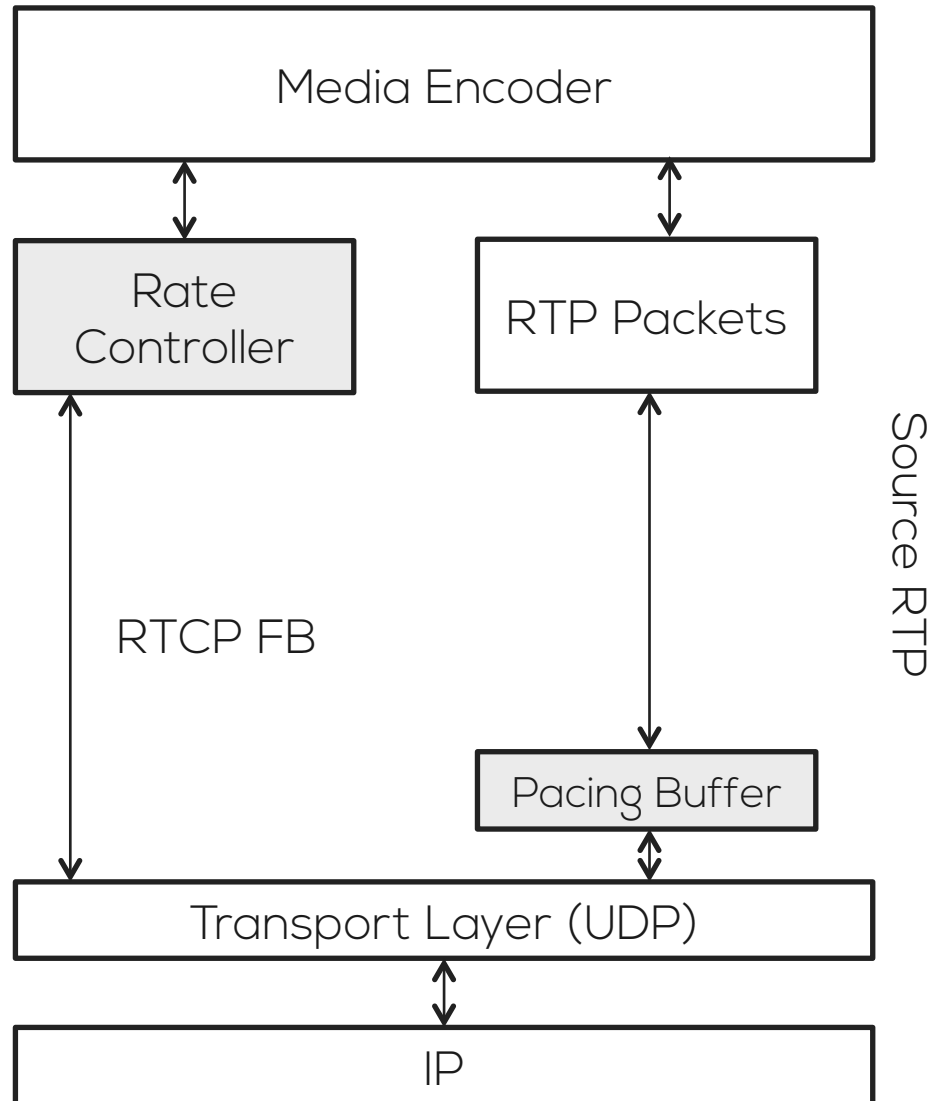 Media Encoder
Rate
Controller
RTP Packets
Source RTP
RTCP FB
Pacing Buffer
Transport Layer (UDP)
IP